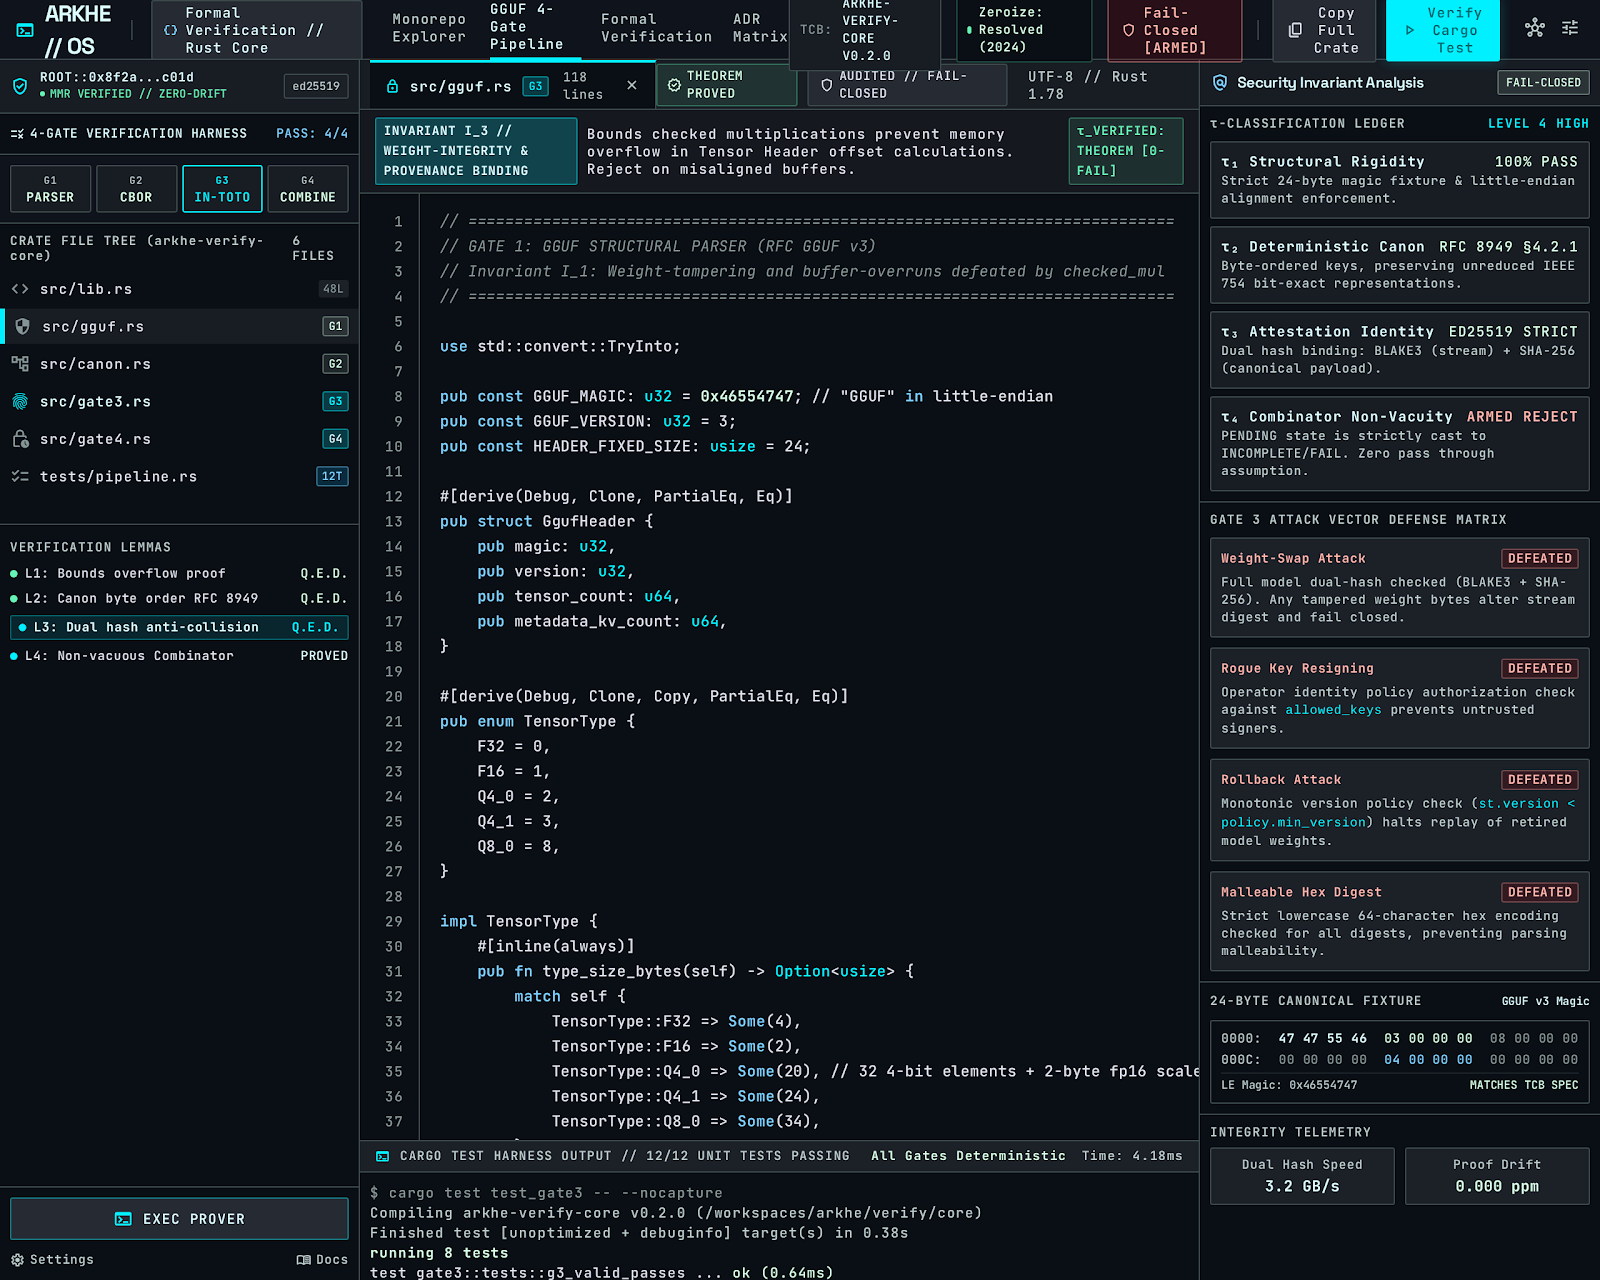 ARKHE
// OS
Formal
Verification //
Rust Core
Monorepo
Explorer
GGUF 4-
Gate
Pipeline
Formal
Verification
ADR
Matrix
TCB:
ARKHE-
VERIFY-
CORE
V0.2.0
Zeroize:
Resolved
(2024)
Fail-
Closed
[ARMED]
Copy
Full
Crate
Verify
Cargo
Test
ROOT::0x8f2a...c01d
MMR VERIFIED // ZERO-DRIFT
ed25519
4-GATE VERIFICATION HARNESS PASS: 4/4
G1
PARSER
G2
CBOR
G3
IN-TOTO
G4
COMBINE
CRATE FILE TREE (arkhe-verify-
core)
6
FILES
src/lib.rs 48L
src/gguf.rs G1
src/canon.rs G2
src/gate3.rs G3
src/gate4.rs G4
tests/pipeline.rs 12T
VERIFICATION LEMMAS
L1: Bounds overflow proof Q.E.D.
L2: Canon byte order RFC 8949 Q.E.D.
L3: Dual hash anti-collision Q.E.D.
L4: Non-vacuous Combinator PROVED
EXEC PROVER
Settings Docs
src/gguf.rs G3
118
lines
×
THEOREM
PROVED
AUDITED // FAIL-
CLOSED
UTF-8 // Rust
1.78
INVARIANT I_3 //
WEIGHT-INTEGRITY &
PROVENANCE BINDING
Bounds checked multiplications prevent memory
overflow in Tensor Header offset calculations.
Reject on misaligned buffers.
τ_VERIFIED:
THEOREM [0-
FAIL]
1 // ============================================================================
2 // GATE 1: GGUF STRUCTURAL PARSER (RFC GGUF v3)
3 // Invariant I_1: Weight-tampering and buffer-overruns defeated by checked_mul
4 // ============================================================================
5
6 use std::convert::TryInto;
7
8 pub const GGUF_MAGIC: u32 = 0x46554747; // "GGUF" in little-endian
9 pub const GGUF_VERSION: u32 = 3;
10 pub const HEADER_FIXED_SIZE: usize = 24;
11
12 #[derive(Debug, Clone, PartialEq, Eq)]
13 pub struct GgufHeader {
14 pub magic: u32,
15 pub version: u32,
16 pub tensor_count: u64,
17 pub metadata_kv_count: u64,
18 }
19
20 #[derive(Debug, Clone, Copy, PartialEq, Eq)]
21 pub enum TensorType {
22 F32 = 0,
23 F16 = 1,
24 Q4_0 = 2,
25 Q4_1 = 3,
26 Q8_0 = 8,
27 }
28
29 impl TensorType {
30 #[inline(always)]
31 pub fn type_size_bytes(self) -> Option<usize> {
32 match self {
33 TensorType::F32 => Some(4),
34 TensorType::F16 => Some(2),
35 TensorType::Q4_0 => Some(20), // 32 4-bit elements + 2-byte fp16 scale
36 TensorType::Q4_1 => Some(24),
37 TensorType::Q8_0 => Some(34),
CARGO TEST HARNESS OUTPUT // 12/12 UNIT TESTS PASSING All Gates Deterministic Time: 4.18ms
$ cargo test test_gate3 -- --nocapture
Compiling arkhe-verify-core v0.2.0 (/workspaces/arkhe/verify/core)
Finished test [unoptimized + debuginfo] target(s) in 0.38s
running 8 tests
test gate3::tests::g3_valid_passes ... ok (0.64ms)
Security Invariant Analysis FAIL-CLOSED
τ-CLASSIFICATION LEDGER LEVEL 4 HIGH
τ₁ Structural Rigidity 100% PASS
Strict 24-byte magic fixture & little-endian
alignment enforcement.
τ₂ Deterministic Canon RFC 8949 §4.2.1
Byte-ordered keys, preserving unreduced IEEE
754 bit-exact representations.
τ₃ Attestation Identity ED25519 STRICT
Dual hash binding: BLAKE3 (stream) + SHA-256
(canonical payload).
τ₄ Combinator Non-Vacuity ARMED REJECT
PENDING state is strictly cast to
INCOMPLETE/FAIL. Zero pass through
assumption.
GATE 3 ATTACK VECTOR DEFENSE MATRIX
Weight-Swap Attack DEFEATED
Full model dual-hash checked (BLAKE3 + SHA-
256). Any tampered weight bytes alter stream
digest and fail closed.
Rogue Key Resigning DEFEATED
Operator identity policy authorization check
against allowed_keys prevents untrusted
signers.
Rollback Attack DEFEATED
Monotonic version policy check (st.version <
policy.min_version) halts replay of retired
model weights.
Malleable Hex Digest DEFEATED
Strict lowercase 64-character hex encoding
checked for all digests, preventing parsing
malleability.
24-BYTE CANONICAL FIXTURE GGUF v3 Magic
0000: 47 47 55 46 03 00 00 00 08 00 00 00
000C: 00 00 00 00 04 00 00 00 00 00 00 00
LE Magic: 0x46554747 MATCHES TCB SPEC
INTEGRITY TELEMETRY
Dual Hash Speed
3.2 GB/s
Proof Drift
0.000 ppm